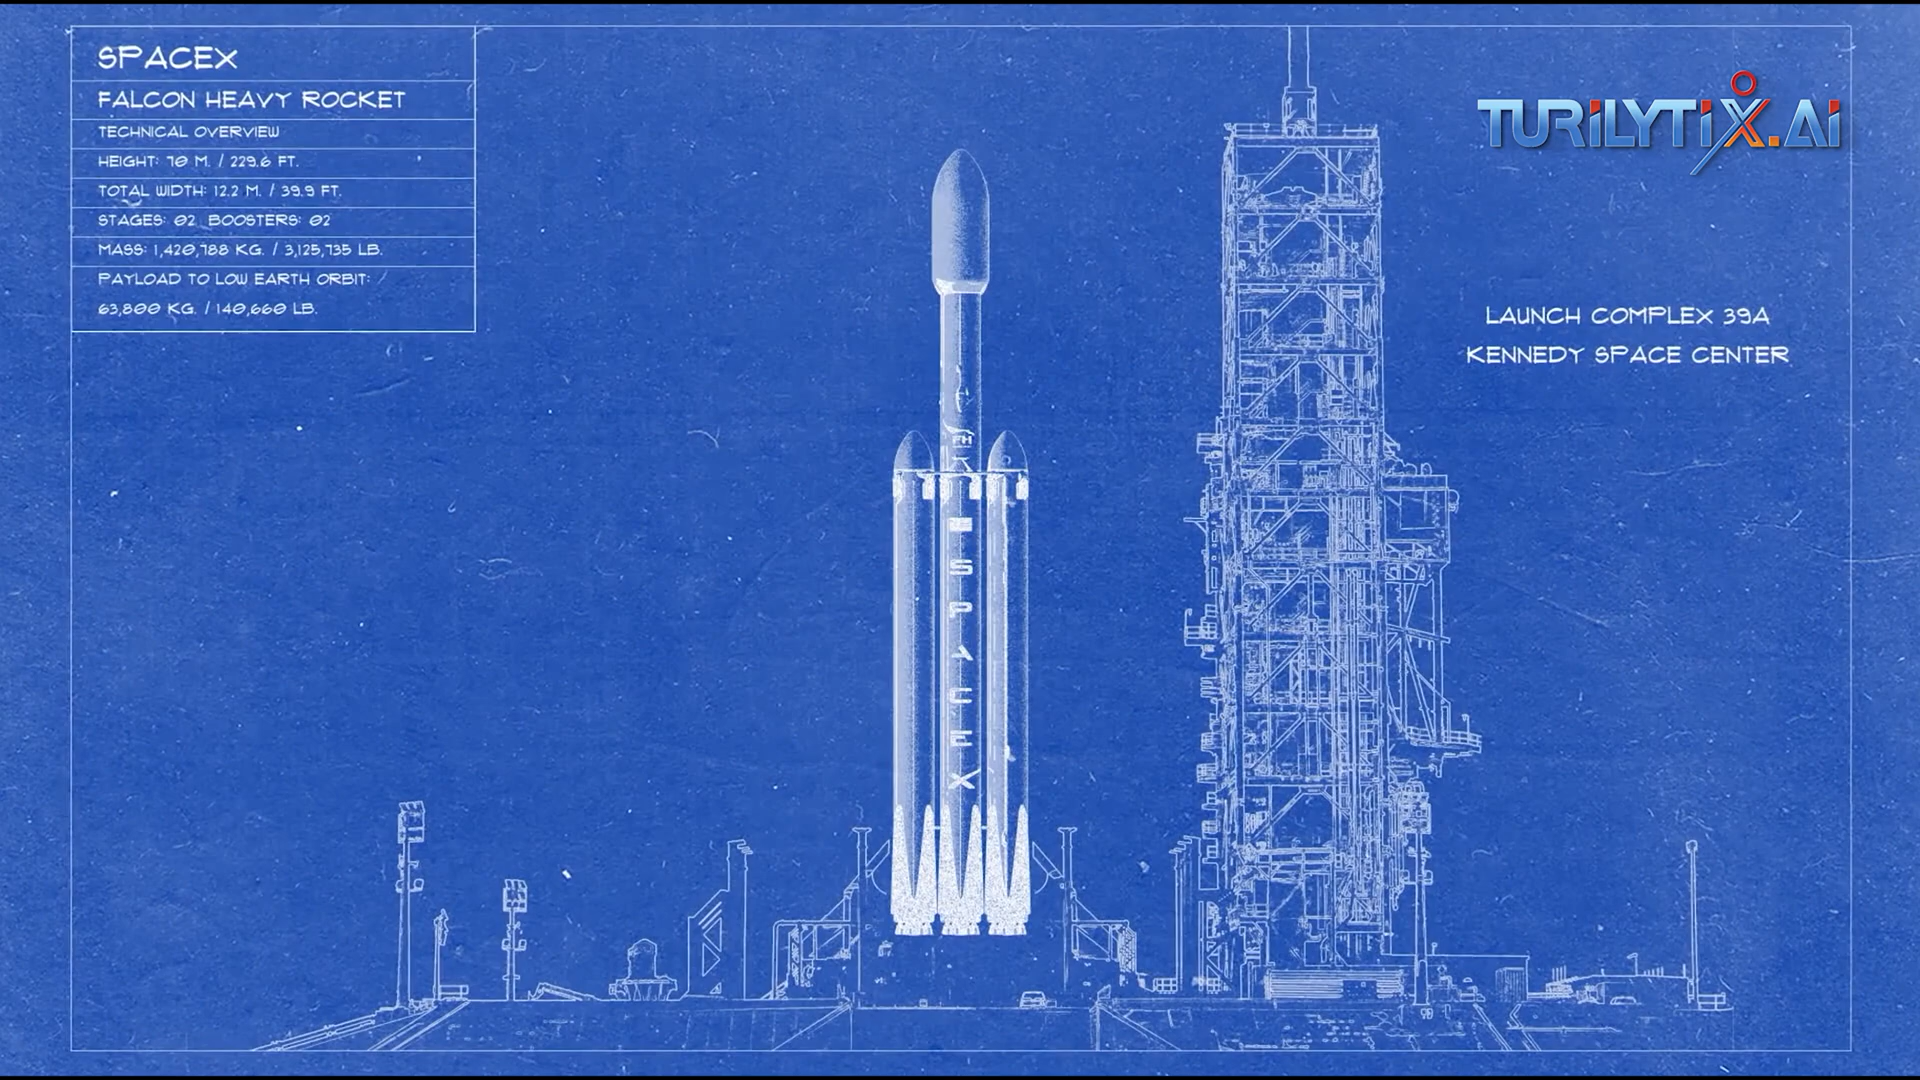 SPACEX
FALCON HEAVY ROCKET
TECHNICAL OVERVIEW
HEIGHT: 70 M. / 229.6 FT.
TOTAL WIDTH: 12.2 M. / 39.9 FT.
STAGES: 02 BOOSTERS: 02
MASS: 1,420,788 KG. / 3,125,735 LB.
PAYLOAD TO LOW EARTH ORBIT:
63,800 KG. / 140,660 LB.
TURILYTIX.AI
LAUNCH COMPLEX 39A
KENNEDY SPACE CENTER
FH
SPACEX